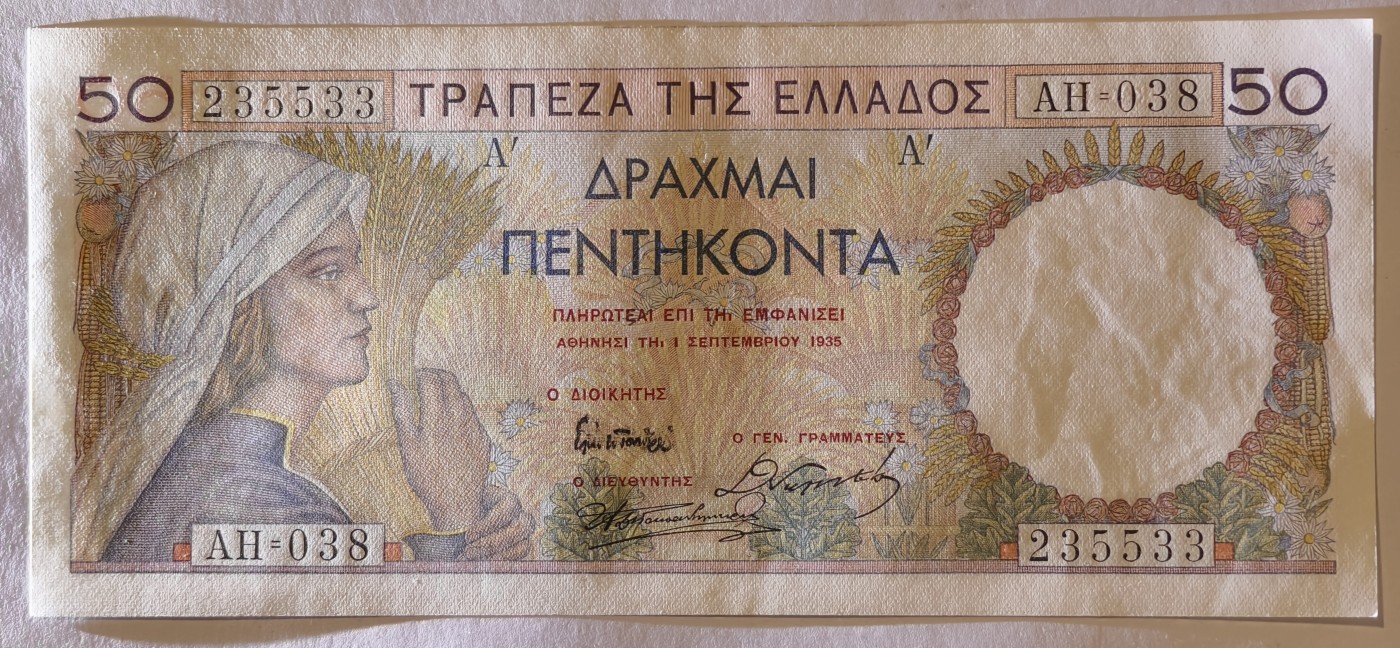 50 235533 ΤΡΑΠΕΖΑ ΤΗΣ ΕΛΛΑΔΟΣ ΑΗ=038 50
Α′ Α′
ΔΡΑΧΜΑΙ
ΠΕΝΤΗΚΟΝΤΑ
ΠΛΗΡΩΤΕΑΙ ΕΠΙ ΤΗι ΕΜΦΑΝΙΣΕΙ
ΑΘΗΝΗΣΙ ΤΗι 1 ΣΕΠΤΕΜΒΡΙΟΥ 1935
Ο ΔΙΟΙΚΗΤΗΣ
Ο ΓΕΝ. ΓΡΑΜΜΑΤΕΥΣ
Ο ΔΙΕΥΘΥΝΤΗΣ
ΑΗ=038 235533